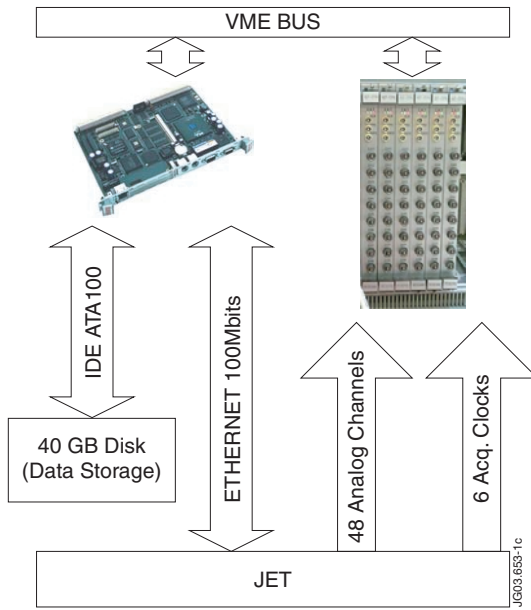 VME BUS
IDE ATA100
ETHERNET 100Mbits
48 Analog Channels
6 Acq. Clocks
40 GB Disk
(Data Storage)
JET
JG03.653-1c